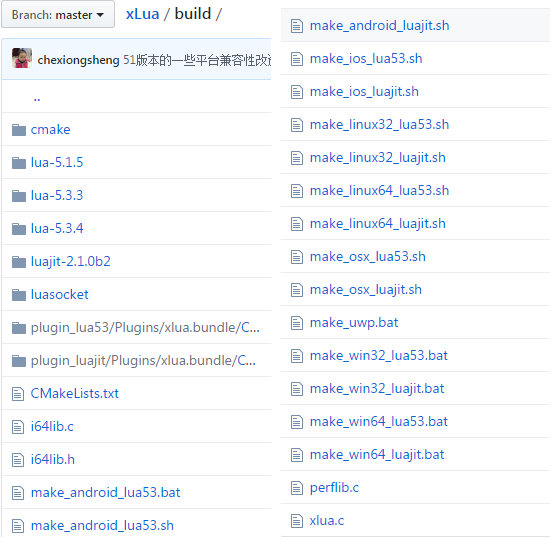 Branch: master
xLua / build /
chexiongsheng 51版本的一些平台兼容性改
..
cmake
lua-5.1.5
lua-5.3.3
lua-5.3.4
luajit-2.1.0b2
luasocket
plugin_lua53/Plugins/xlua.bundle/C...
plugin_luajit/Plugins/xlua.bundle/C...
CMakeLists.txt
i64lib.c
i64lib.h
make_android_lua53.bat
make_android_lua53.sh
make_android_luajit.sh
make_ios_lua53.sh
make_ios_luajit.sh
make_linux32_lua53.sh
make_linux32_luajit.sh
make_linux64_lua53.sh
make_linux64_luajit.sh
make_osx_lua53.sh
make_osx_luajit.sh
make_uwp.bat
make_win32_lua53.bat
make_win32_luajit.bat
make_win64_lua53.bat
make_win64_luajit.bat
perflib.c
xlua.c